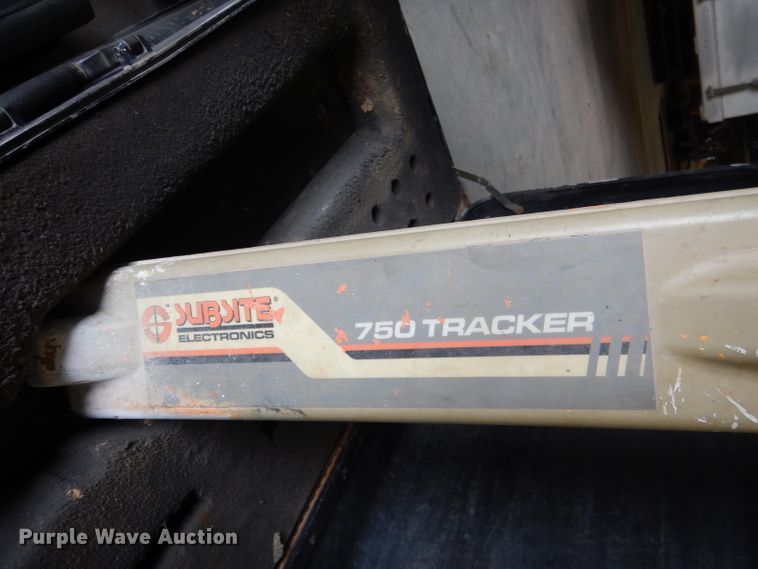 SUBSITE®
ELECTRONICS
750 TRACKER
Purple Wave Auction